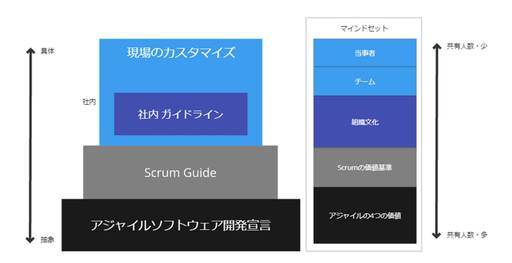 具体
現場のカスタマイズ
社内
社内 ガイドライン
Scrum Guide
アジャイルソフトウェア開発宣言
抽象
マインドセット
当事者
チーム
組織文化
Scrumの価値基準
アジャイルの4つの価値
共有人数・少
共有人数・多